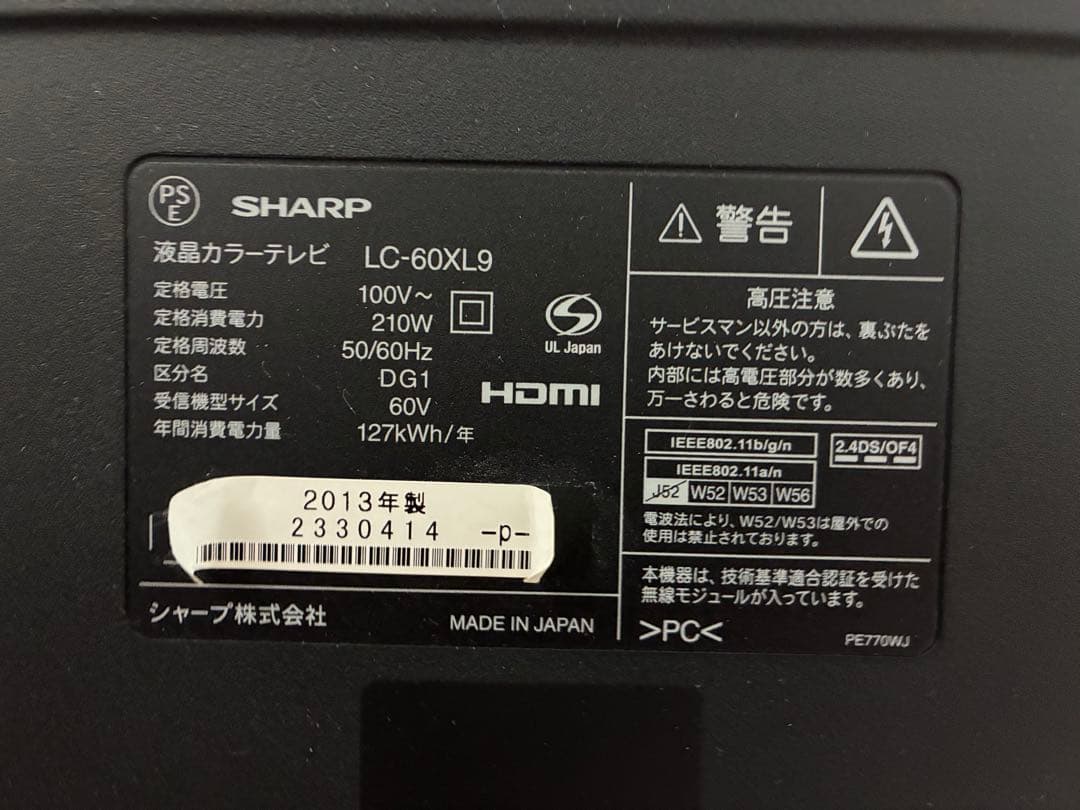 PS
E
SHARP
液晶カラーテレビ LC-60XL9
定格電圧 100V～
定格消費電力 210W
定格周波数 50/60Hz
区分名 DG1
受信機型サイズ 60V
年間消費電力量 127kWh/年
UL Japan
HDMI
2013年製
2330414 -p-
シャープ株式会社
MADE IN JAPAN
警告
高圧注意
サービスマン以外の方は、裏ぶたを
あけないでください。
内部には高電圧部分が数多くあり、
万一さわると危険です。
IEEE802.11b/g/n
2.4DS/OF4
IEEE802.11a/n
J52 W52 W53 W56
電波法により、W52/W53は屋外での
使用は禁止されております。
本機器は、技術基準適合認証を受けた
無線モジュールが入っています。
>PC<
PE770WJ